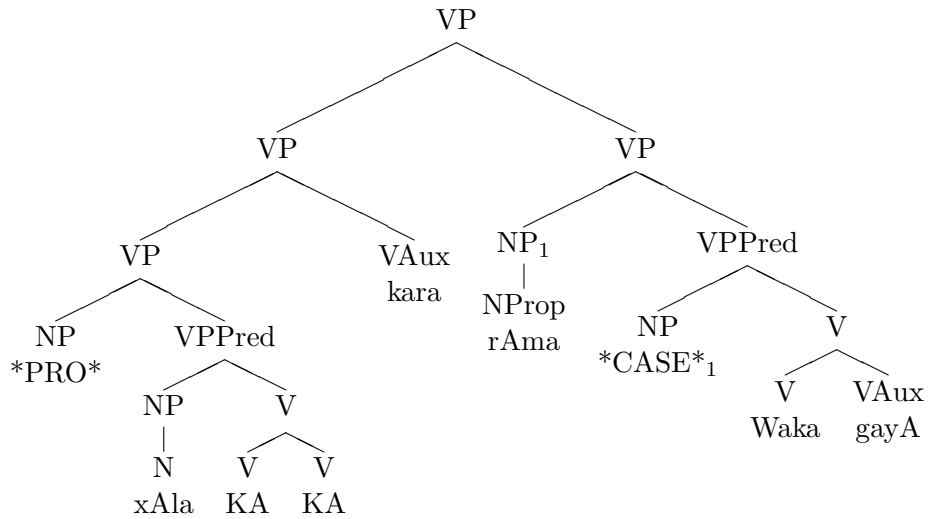 VP
VP VP
VP VAux NP₁ VPPred
kara
NP VPPred NProp NP V
*PRO* rAma *CASE*₁
NP V V VAux
Waka gayA
N V V
xAla KA KA